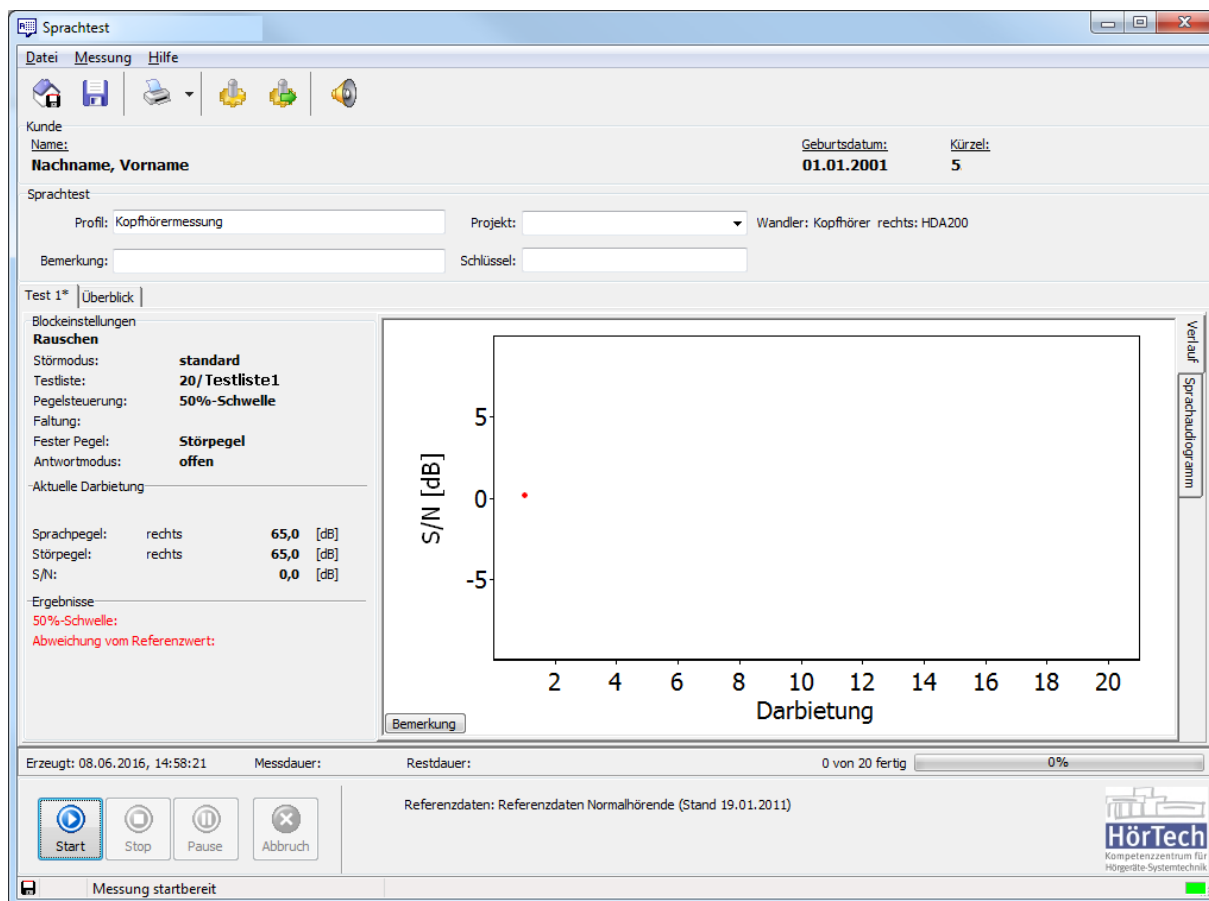 Sprachtest
Datei Messung Hilfe
Kunde
Name: Geburtsdatum: Kürzel:
Nachname, Vorname 01.01.2001 5
Sprachtest
Profil: Kopfhörermessung Projekt: Wandler: Kopfhörer rechts: HDA200
Bemerkung: Schlüssel:
Test 1* Überblick
Blockeinstellungen
Rauschen
Störmodus: standard
Testliste: 20/Testliste1
Pegelsteuerung: 50%-Schwelle
Faltung:
Fester Pegel: Störpegel
Antwortmodus: offen
Aktuelle Darbietung
Sprachpegel: rechts 65,0 [dB]
Störpegel: rechts 65,0 [dB]
S/N: 0,0 [dB]
Ergebnisse
50%-Schwelle:
Abweichung vom Referenzwert:
S/N [dB]
5
0
-5
2 4 6 8 10 12 14 16 18 20
Darbietung
Bemerkung
Verlauf
Sprachaudiogramm
Erzeugt: 08.06.2016, 14:58:21 Messdauer: Restdauer: 0 von 20 fertig 0%
Start Stop Pause Abbruch
Referenzdaten: Referenzdaten Normalhörende (Stand 19.01.2011)
HörTech
Kompetenzzentrum für
Hörgeräte-Systemtechnik
Messung startbereit